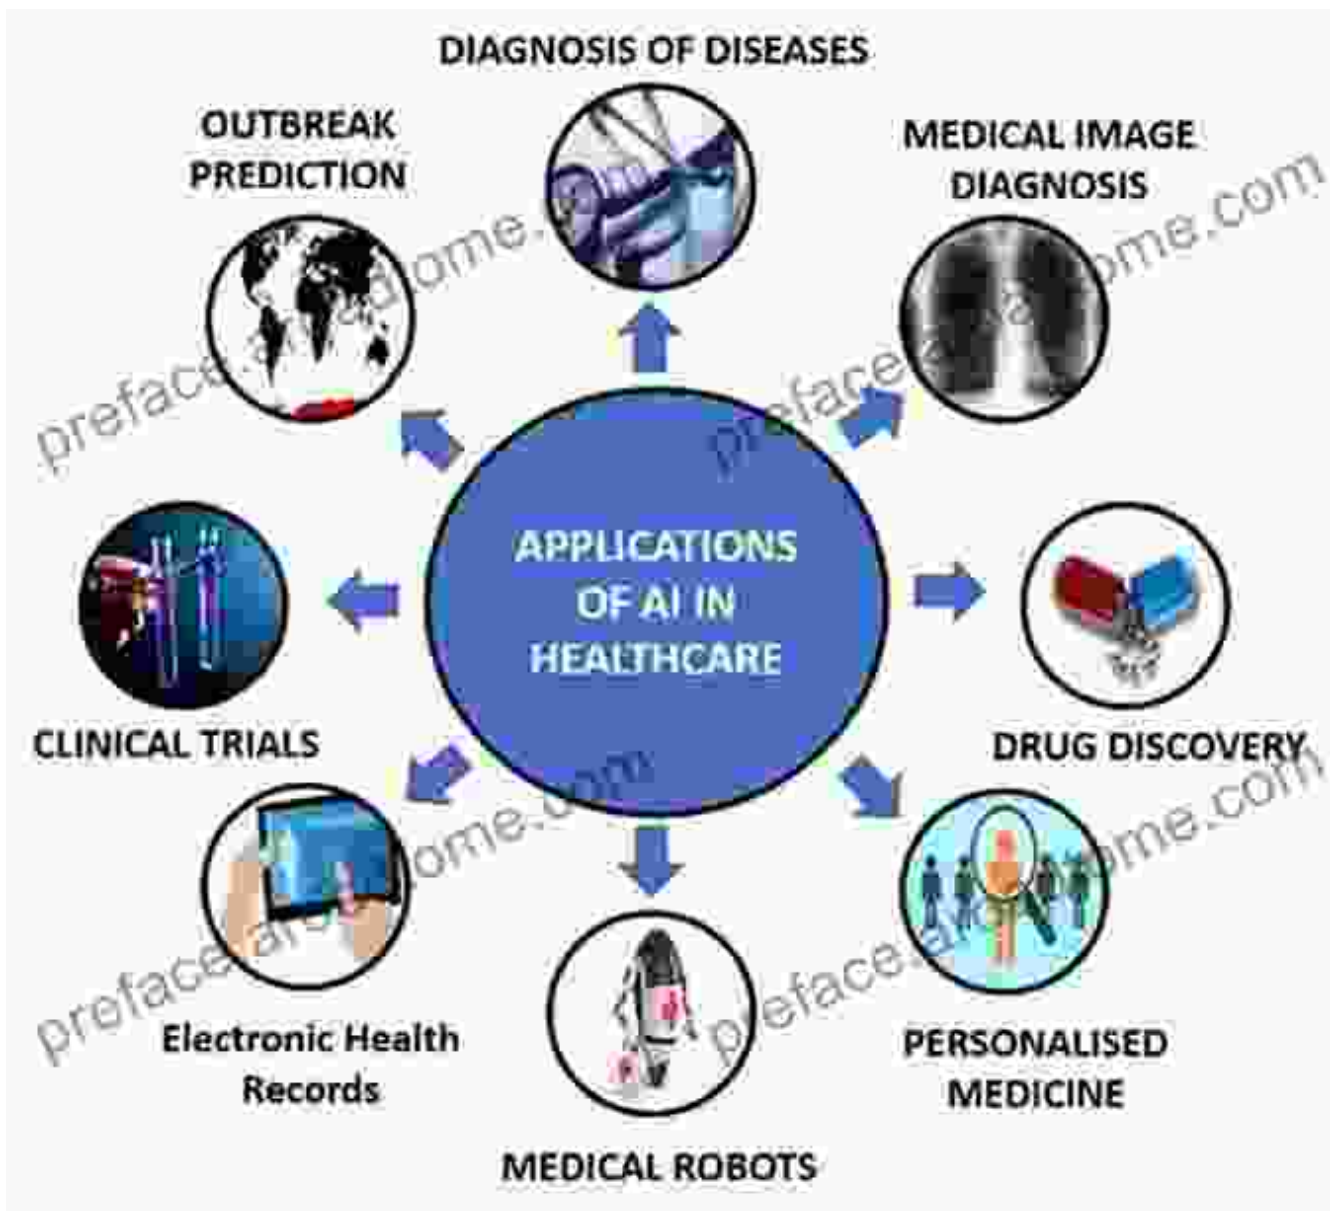 DIAGNOSIS OF DISEASES
OUTBREAK
PREDICTION
MEDICAL IMAGE
DIAGNOSIS
APPLICATIONS
OF AI IN
HEALTHCARE
CLINICAL TRIALS
DRUG DISCOVERY
Electronic Health
Records
PERSONALISED
MEDICINE
MEDICAL ROBOTS